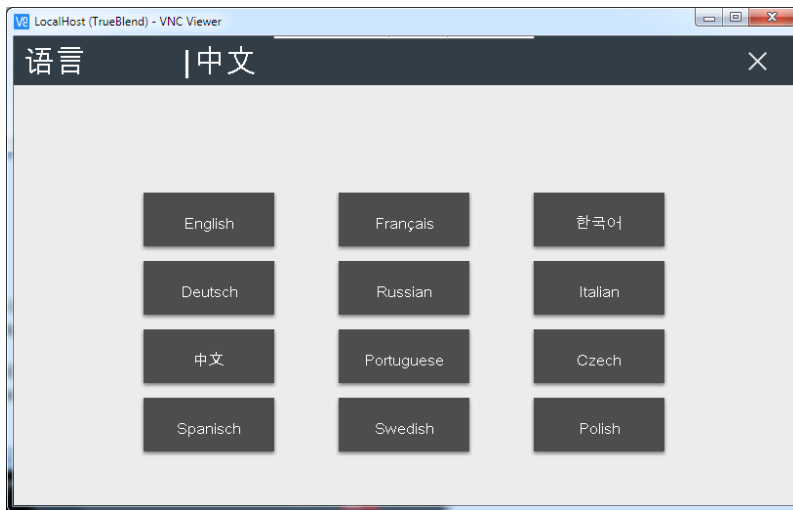 LocalHost (TrueBlend) - VNC Viewer
语言 |中文
English Français 한국어
Deutsch Russian Italian
中文 Portuguese Czech
Spanisch Swedish Polish